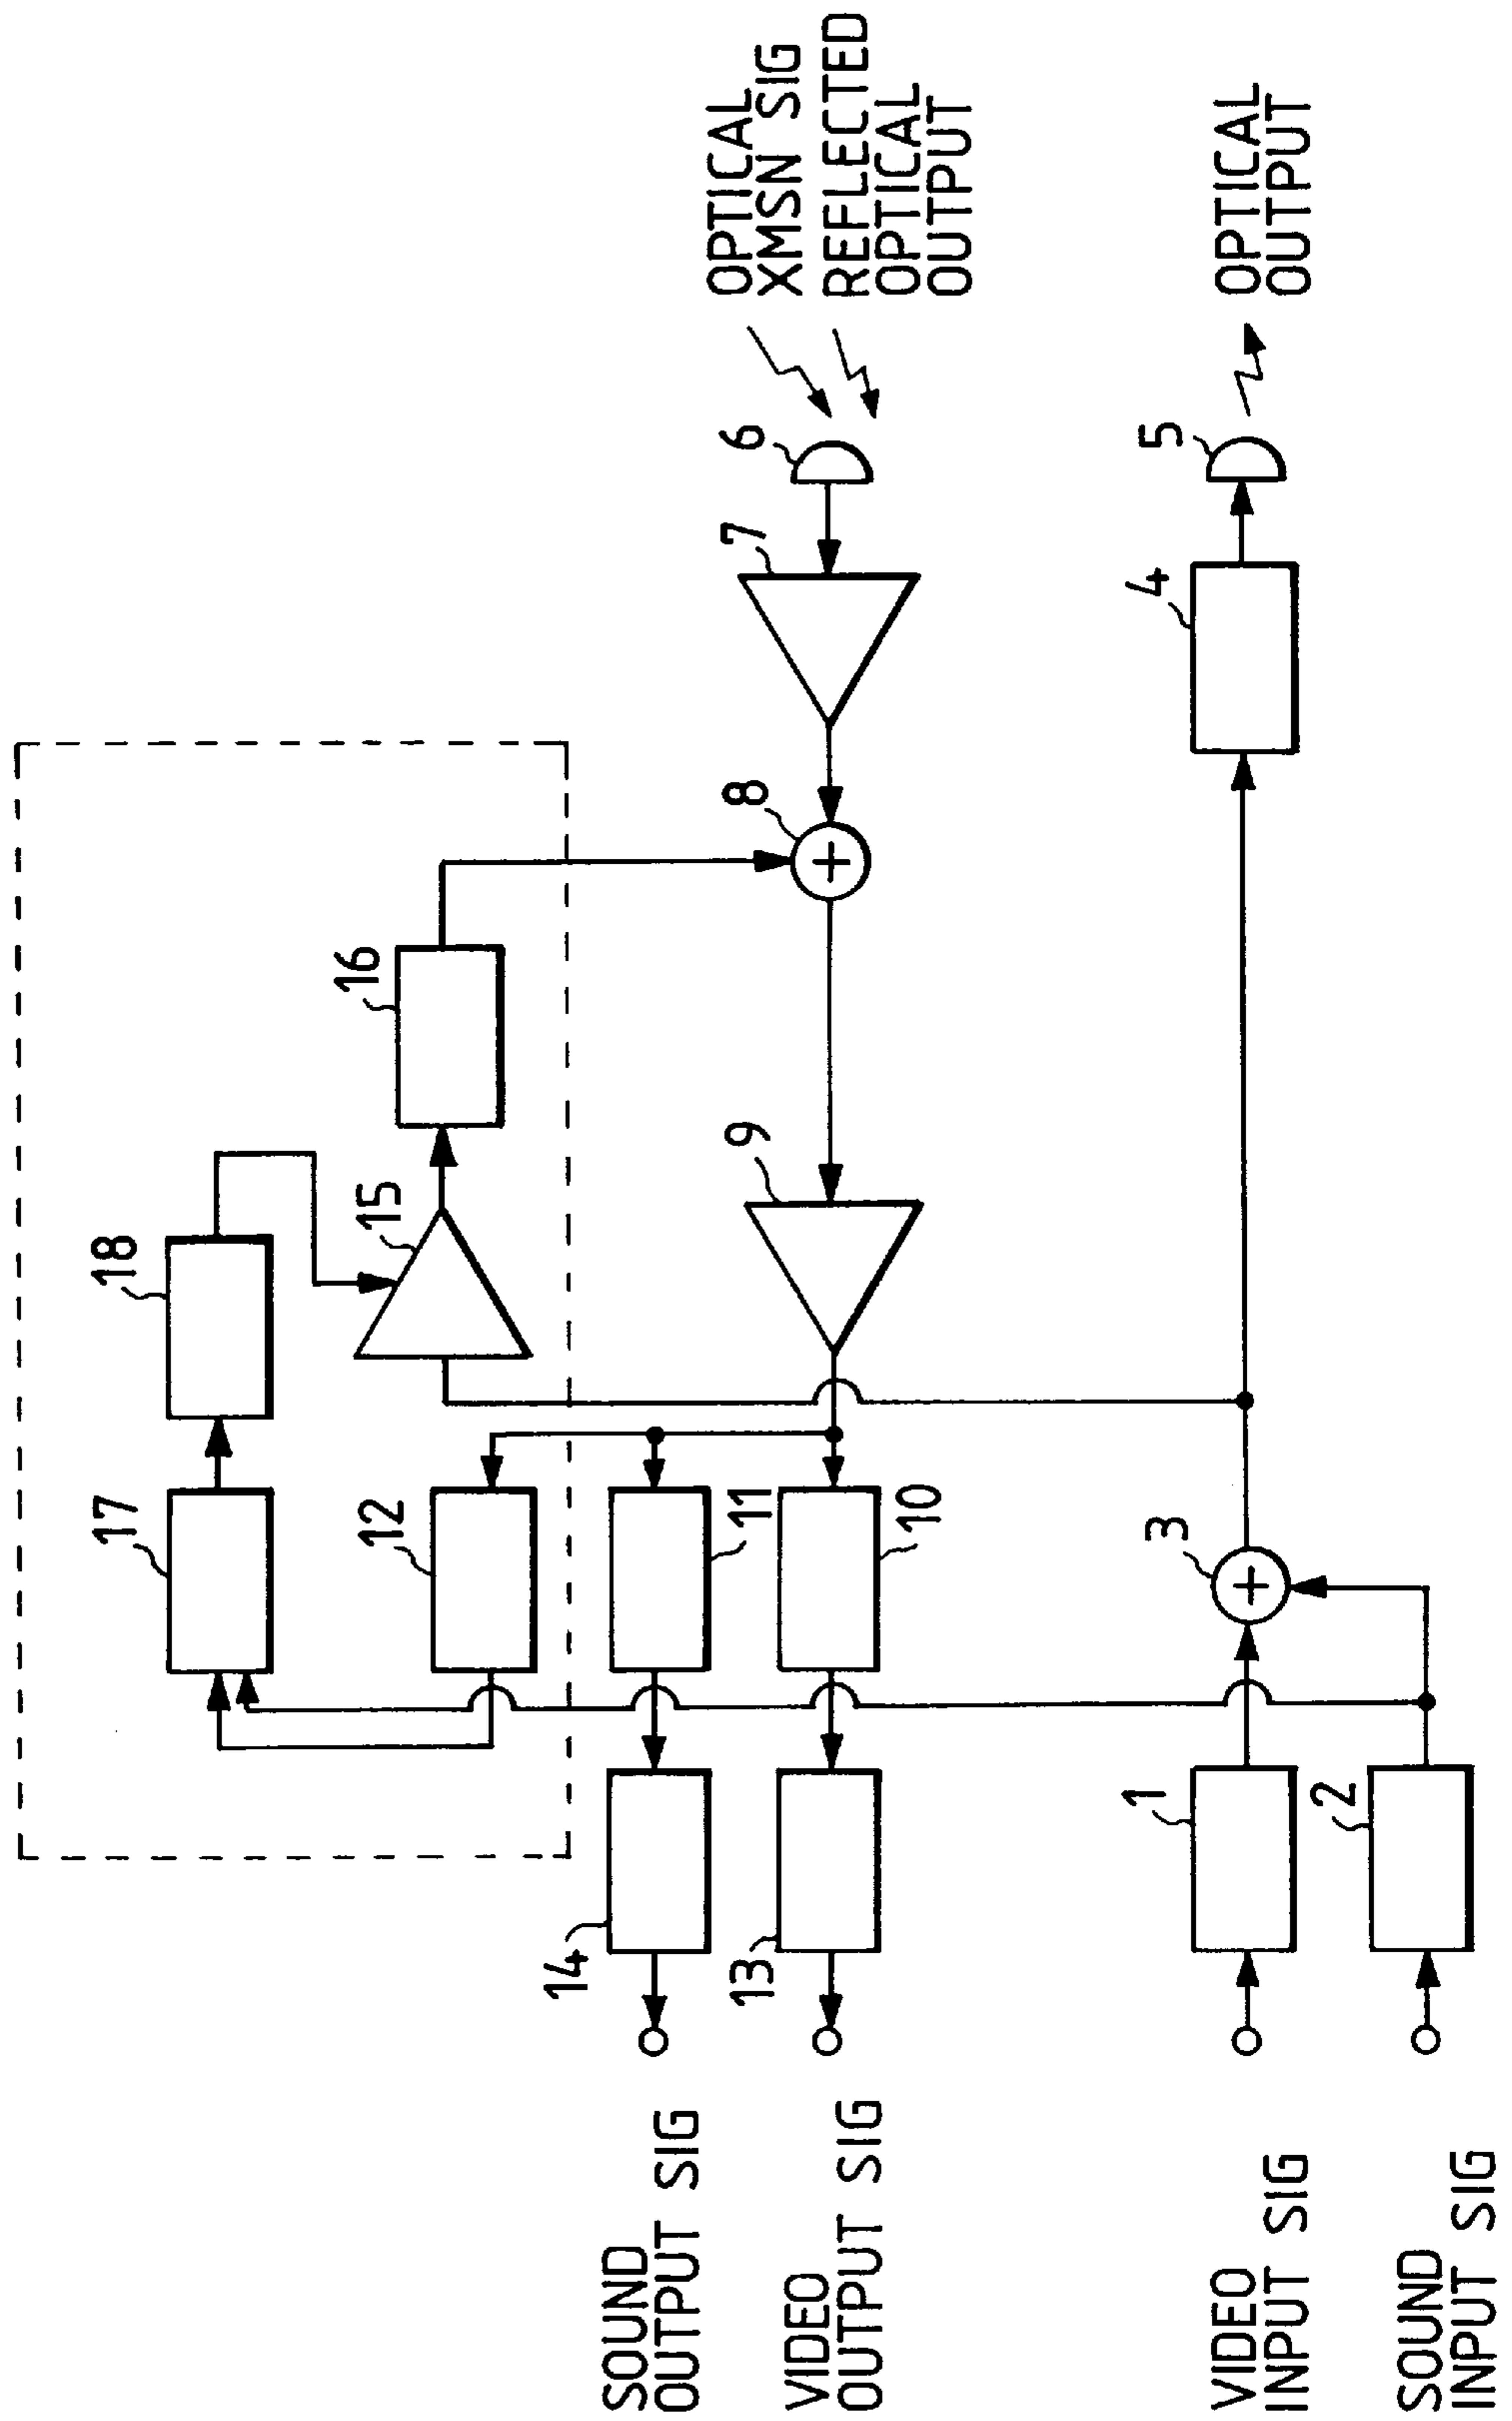 OPTICAL
XMSN SIG
REFLECTED
OPTICAL
OUTPUT
OPTICAL
OUTPUT
18
15
16
17
12
11
10
9
8
7
6
5
4
3
14
13
1
2
SOUND
OUTPUT SIG
VIDEO
OUTPUT SIG
VIDEO
INPUT SIG
SOUND
INPUT SIG